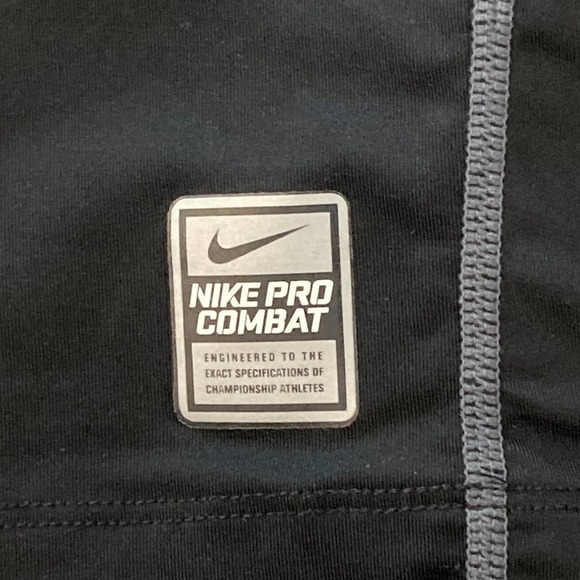 NIKE PRO
COMBAT
ENGINEERED TO THE
EXACT SPECIFICATIONS OF
CHAMPIONSHIP ATHLETES